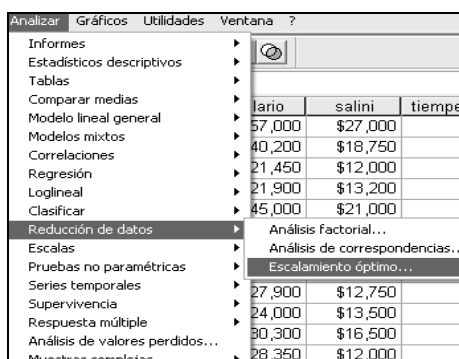 Analizar Gráficos Utilidades Ventana ?
Informes
Estadísticos descriptivos
Tablas
Comparar medias
Modelo lineal general
Modelos mixtos
Correlaciones
Regresión
Loglineal
Clasificar
Reducción de datos
Escalas
Pruebas no paramétricas
Series temporales
Supervivencia
Respuesta múltiple
Análisis de valores perdidos...
Muestras complejas
Análisis factorial...
Análisis de correspondencias...
Escalamiento óptimo...
lario salini tiempe
57,000 $27,000
40,200 $18,750
21,450 $12,000
21,900 $13,200
45,000 $21,000
27,900 $12,750
24,000 $13,500
30,300 $16,500
28,350 $12,000